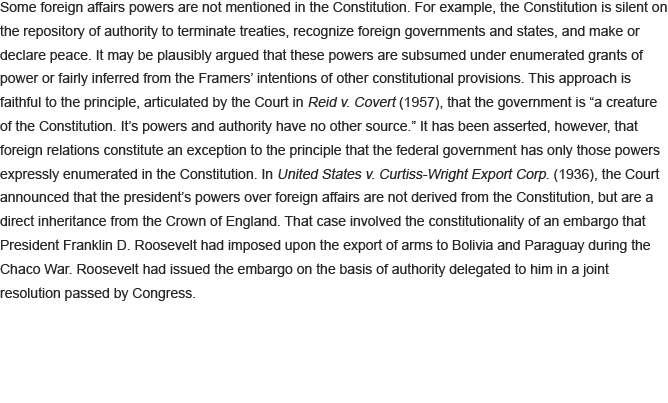 Some foreign affairs powers are not mentioned in the Constitution. For example, the Constitution is silent on
the repository of authority to terminate treaties, recognize foreign governments and states, and make or
declare peace. It may be plausibly argued that these powers are subsumed under enumerated grants of
power or fairly inferred from the Framers’ intentions of other constitutional provisions. This approach is
faithful to the principle, articulated by the Court in Reid v. Covert (1957), that the government is “a creature
of the Constitution. It’s powers and authority have no other source.” It has been asserted, however, that
foreign relations constitute an exception to the principle that the federal government has only those powers
expressly enumerated in the Constitution. In United States v. Curtiss-Wright Export Corp. (1936), the Court
announced that the president’s powers over foreign affairs are not derived from the Constitution, but are a
direct inheritance from the Crown of England. That case involved the constitutionality of an embargo that
President Franklin D. Roosevelt had imposed upon the export of arms to Bolivia and Paraguay during the
Chaco War. Roosevelt had issued the embargo on the basis of authority delegated to him in a joint
resolution passed by Congress.